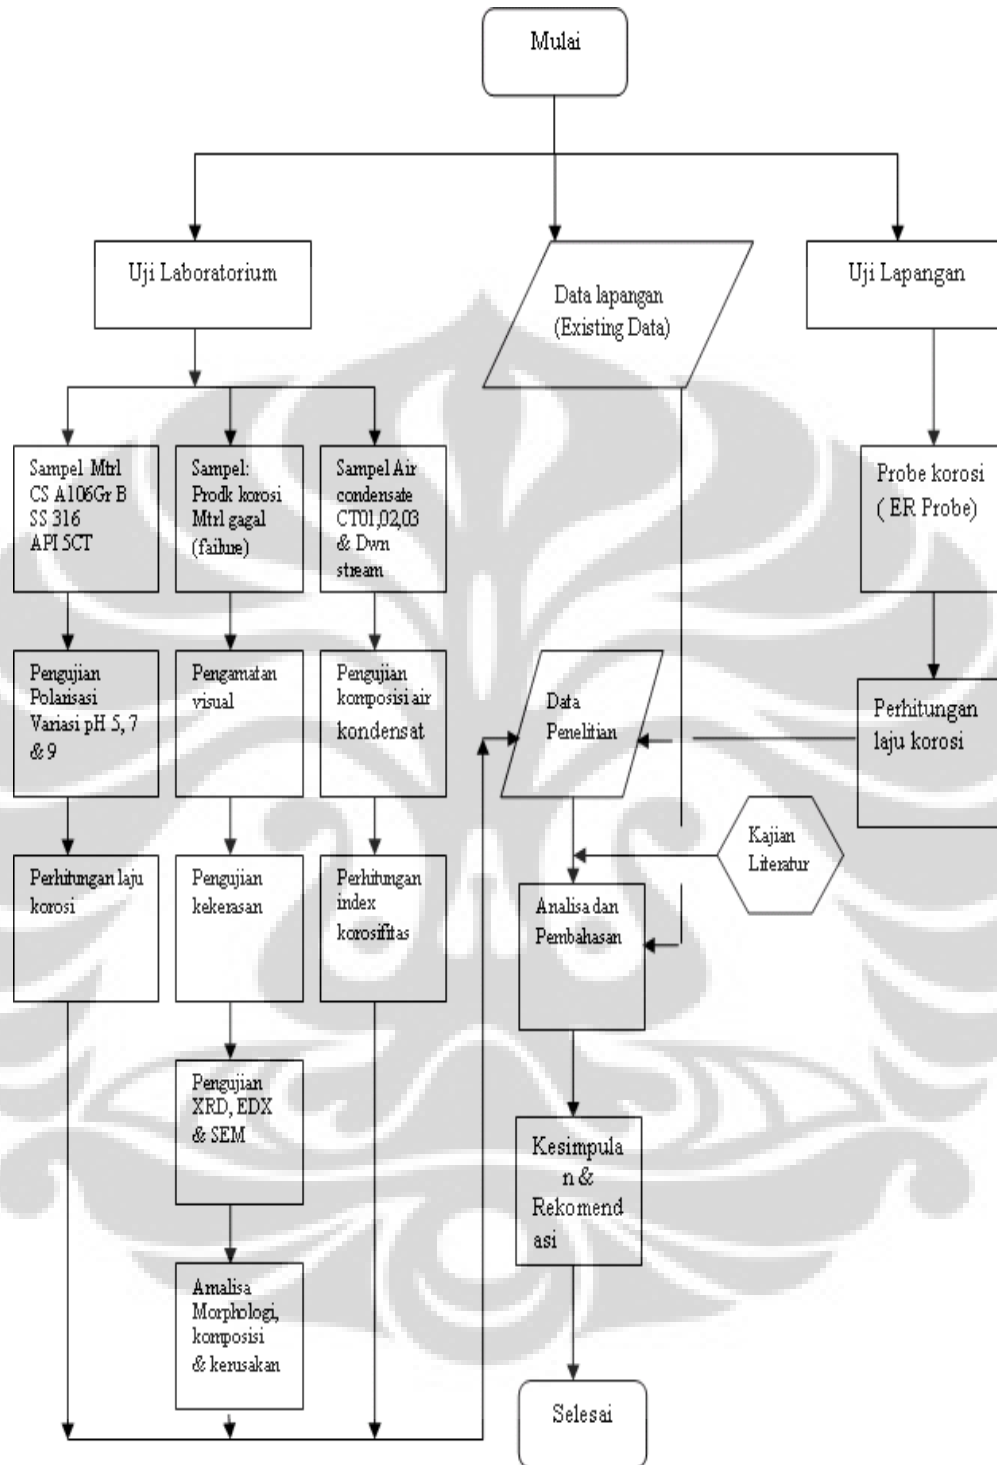 Mulai
Uji Laboratorium
Data lapangan
(Existing Data)
Uji Lapangan
Sampel Mtrl
CS A106Gr B
SS 316
API 5CT
Sampel:
Prodk korosi
Mtrl gagal
(failure)
Sampel Air
condensate
CT01,02,03
& Dwn
stream
Probe korosi
( ER Probe)
Pengujian
Polarisasi
Variasi pH 5, 7
& 9
Pengamatan
visual
Pengujian
komposisi air
kondensat
Data
Penelitian
Perhitungan
laju korosi
Kajian
Literatur
Perhitungan laju
korosi
Pengujian
kekerasan
Perhitungan
index
korosifitas
Analisa dan
Pembahasan
Pengujian
XRD, EDX
& SEM
Kesimpula
n &
Rekomend
asi
Amalisa
Morphologi,
komposisi
& kerusakan
Selesai